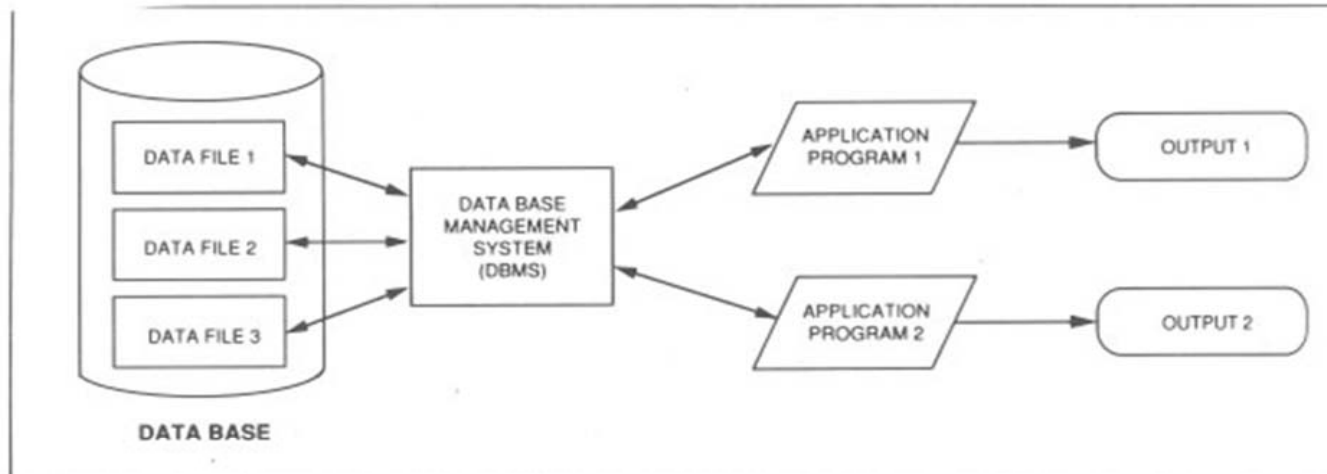 DATA FILE 1
DATA FILE 2
DATA FILE 3
DATA BASE
DATA BASE
MANAGEMENT
SYSTEM
(DBMS)
APPLICATION
PROGRAM 1
OUTPUT 1
APPLICATION
PROGRAM 2
OUTPUT 2